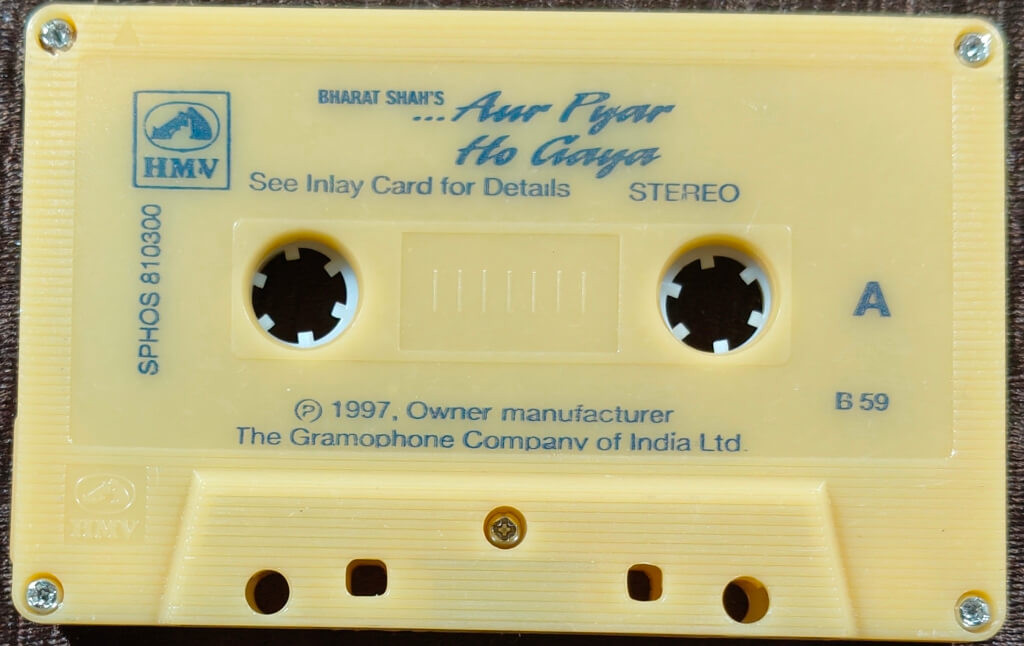 BHARAT SHAH'S
...Aur Pyar
Ho Gaya
HMV
See Inlay Card for Details STEREO
SPHOS 810300
A
B 59
℗ 1997, Owner manufacturer
The Gramophone Company of India Ltd.
HMV